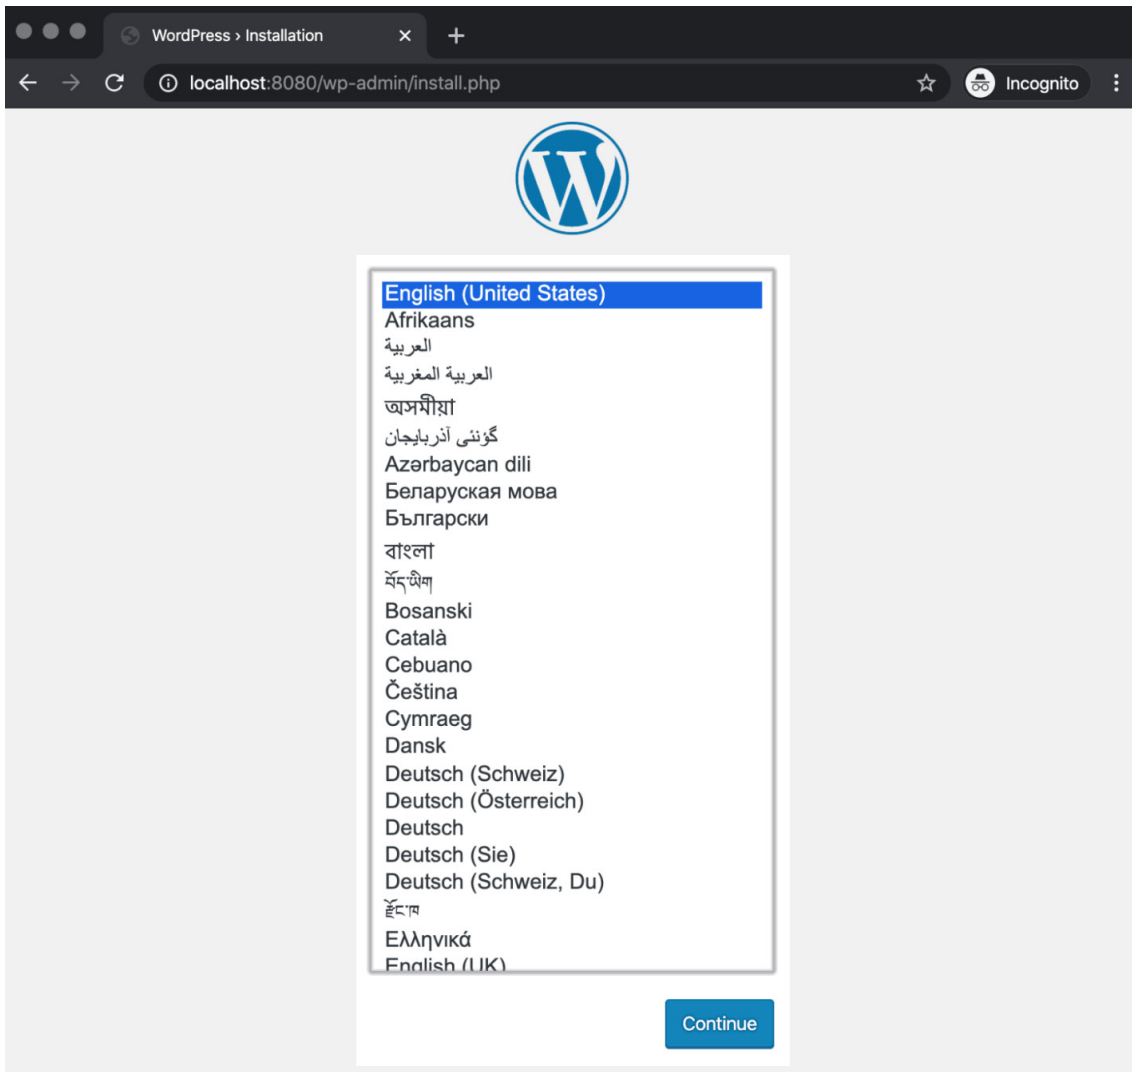 WordPress › Installation
localhost:8080/wp-admin/install.php
Incognito
English (United States)
Afrikaans
العربية
العربية المغربية
অসমীয়া
گؤنئی آذربایجان
Azərbaycan dili
Беларуская мова
Български
বাংলা
བོད་ཡིག
Bosanski
Català
Cebuano
Čeština
Cymraeg
Dansk
Deutsch (Schweiz)
Deutsch (Österreich)
Deutsch
Deutsch (Sie)
Deutsch (Schweiz, Du)
རྫོང་ཁ
Ελληνικά
English (UK)
Continue